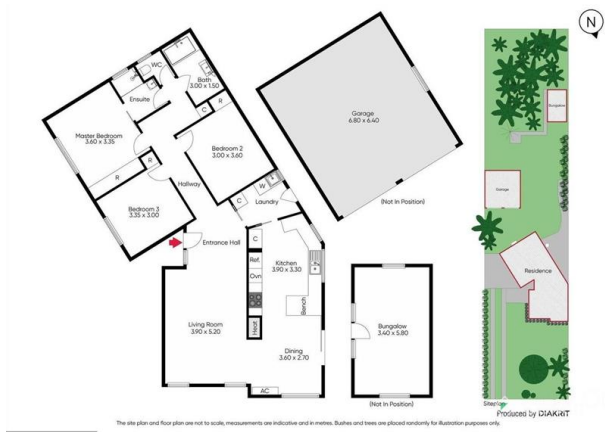 N
WC
Bath
3.00 x 1.50
Ensuite
C
R
Master Bedroom
3.60 x 3.35
Bedroom 2
3.00 x 3.60
R
R
Hallway
Bedroom 3
3.35 x 3.00
W
C
Laundry
Entrance Hall
C
Kitchen
3.90 x 3.30
Ref.
Ovn
Bench
Living Room
3.90 x 5.20
Heat
Dining
3.60 x 2.70
AC
Garage
6.80 x 6.40
(Not In Position)
Bungalow
3.40 x 5.80
(Not In Position)
Bungalow
Garage
Residence
Siteplan
Produced by DIAKRIT
The site plan and floor plan are not to scale, measurements are indicative and in metres. Bushes and trees are placed randomly for illustration purposes only.